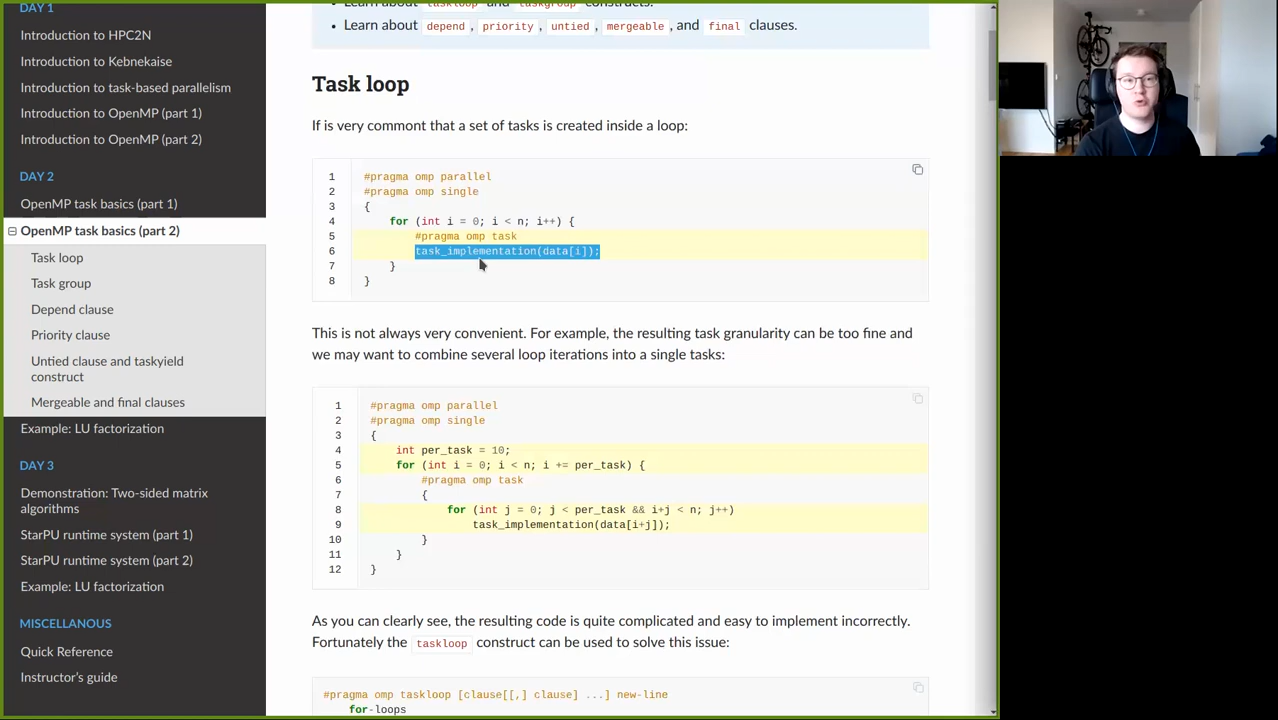 DAY 1
Introduction to HPC2N
Introduction to Kebnekaise
Introduction to task-based parallelism
Introduction to OpenMP (part 1)
Introduction to OpenMP (part 2)
DAY 2
OpenMP task basics (part 1)
OpenMP task basics (part 2)
Task loop
Task group
Depend clause
Priority clause
Untied clause and taskyield
construct
Mergeable and final clauses
Example: LU factorization
DAY 3
Demonstration: Two-sided matrix
algorithms
StarPU runtime system (part 1)
StarPU runtime system (part 2)
Example: LU factorization
MISCELLANEOUS
Quick Reference
Instructor's guide
Learn about taskloop and taskgroup constructs.
Learn about depend, priority, untied, mergeable, and final clauses.
Task loop
If is very commont that a set of tasks is created inside a loop:
1 #pragma omp parallel
2 #pragma omp single
3 {
4 for (int i = 0; i < n; i++) {
5 #pragma omp task
6 task_implementation(data[i]);
7 }
8 }
This is not always very convenient. For example, the resulting task granularity can be too fine and
we may want to combine several loop iterations into a single tasks:
1 #pragma omp parallel
2 #pragma omp single
3 {
4 int per_task = 10;
5 for (int i = 0; i < n; i += per_task) {
6 #pragma omp task
7 {
8 for (int j = 0; j < per_task && i+j < n; j++)
9 task_implementation(data[i+j]);
10 }
11 }
12 }
As you can clearly see, the resulting code is quite complicated and easy to implement incorrectly.
Fortunately the taskloop construct can be used to solve this issue:
#pragma omp taskloop [clause[[,] clause] ...] new-line
for-loops